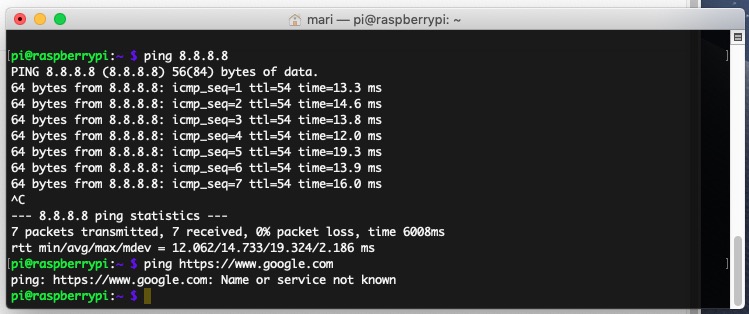 mari — pi@raspberrypi: ~
[pi@raspberrypi:~ $ ping 8.8.8.8 ]
PING 8.8.8.8 (8.8.8.8) 56(84) bytes of data.
64 bytes from 8.8.8.8: icmp_seq=1 ttl=54 time=13.3 ms
64 bytes from 8.8.8.8: icmp_seq=2 ttl=54 time=14.6 ms
64 bytes from 8.8.8.8: icmp_seq=3 ttl=54 time=13.8 ms
64 bytes from 8.8.8.8: icmp_seq=4 ttl=54 time=12.0 ms
64 bytes from 8.8.8.8: icmp_seq=5 ttl=54 time=19.3 ms
64 bytes from 8.8.8.8: icmp_seq=6 ttl=54 time=13.9 ms
64 bytes from 8.8.8.8: icmp_seq=7 ttl=54 time=16.0 ms
^C
--- 8.8.8.8 ping statistics ---
7 packets transmitted, 7 received, 0% packet loss, time 6008ms
rtt min/avg/max/mdev = 12.062/14.733/19.324/2.186 ms
[pi@raspberrypi:~ $ ping https://www.google.com ]
ping: https://www.google.com: Name or service not known
pi@raspberrypi:~ $